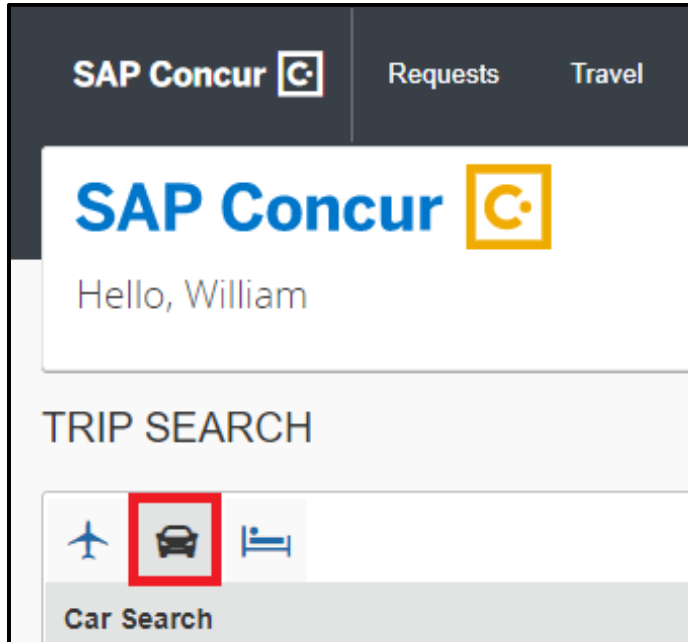 SAP Concur C Requests Travel
SAP Concur C
Hello, William
TRIP SEARCH
Car Search